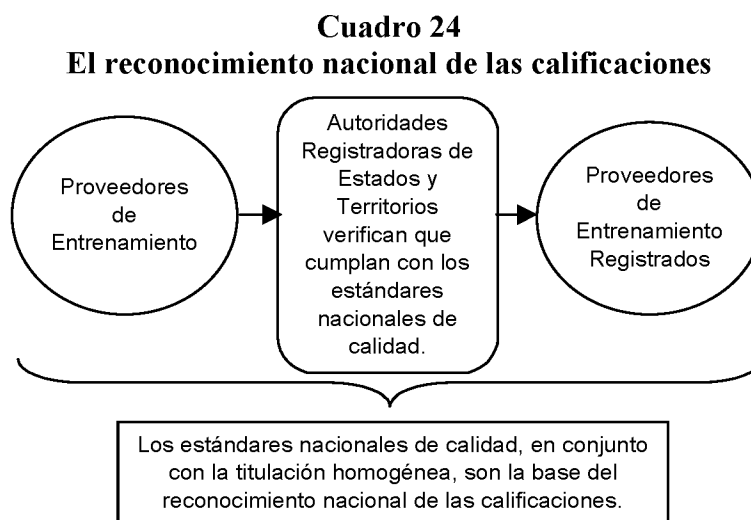 Cuadro 24
El reconocimiento nacional de las calificaciones
Proveedores
de
Entrenamiento
Autoridades
Registradoras de
Estados y
Territorios
verifican que
cumplan con los
estándares
nacionales de
calidad.
Proveedores
de
Entrenamiento
Registrados
Los estándares nacionales de calidad, en conjunto
con la titulación homogénea, son la base del
reconocimiento nacional de las calificaciones.